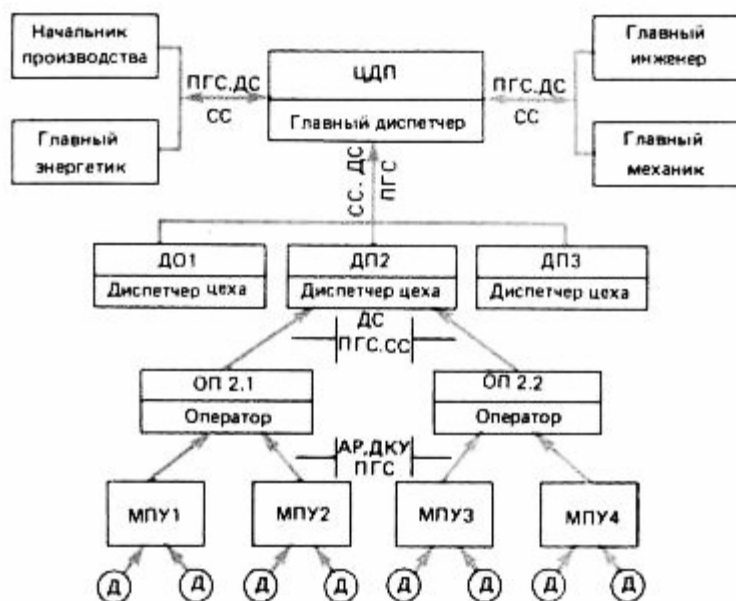 Начальник
производства
Главный
энергетик
ПГС.ДС
СС
ЦДП
Главный диспетчер
ПГС.ДС
СС
Главный
инженер
Главный
механик
СС. ДС
ПГС
ДО1
Диспетчер цеха
ДП2
Диспетчер цеха
ДП3
Диспетчер цеха
ДС
ПГС.СС
ОП 2.1
Оператор
ОП 2.2
Оператор
АР,ДКУ
ПГС
МПУ1
МПУ2
МПУ3
МПУ4
Д
Д
Д
Д
Д
Д
Д
Д